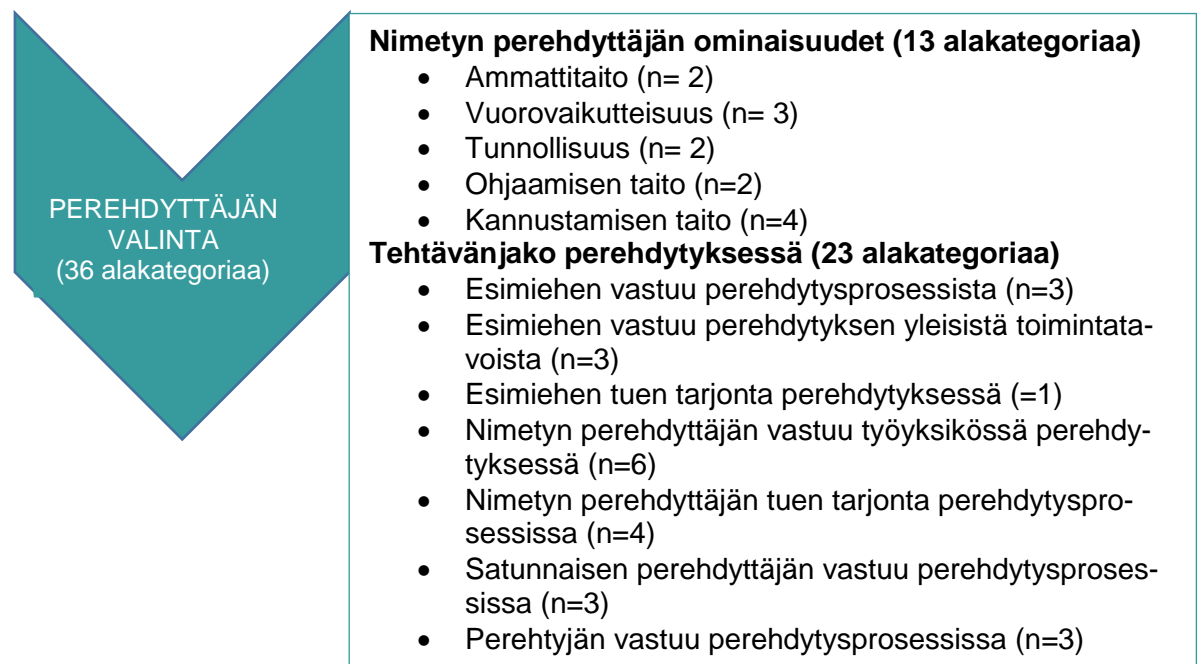 PEREHDYTTÄJÄN
VALINTA
(36 alakategoriaa)
Nimetyn perehdyttäjän ominaisuudet (13 alakategoriaa)
• Ammattitaito (n= 2)
• Vuorovaikutteisuus (n= 3)
• Tunnollisuus (n= 2)
• Ohjaamisen taito (n=2)
• Kannustamisen taito (n=4)
Tehtävänjako perehdytyksessä (23 alakategoriaa)
• Esimiehen vastuu perehdytysprosessista (n=3)
• Esimiehen vastuu perehdytyksen yleisistä toimintata-
voista (n=3)
• Esimiehen tuen tarjonta perehdytyksessä (=1)
• Nimetyn perehdyttäjän vastuu työyksikössä perehdy-
tyksessä (n=6)
• Nimetyn perehdyttäjän tuen tarjonta perehdytyspro-
sessissa (n=4)
• Satunnaisen perehdyttäjän vastuu perehdytysproses-
sissa (n=3)
• Perehtyjän vastuu perehdytysprosessissa (n=3)